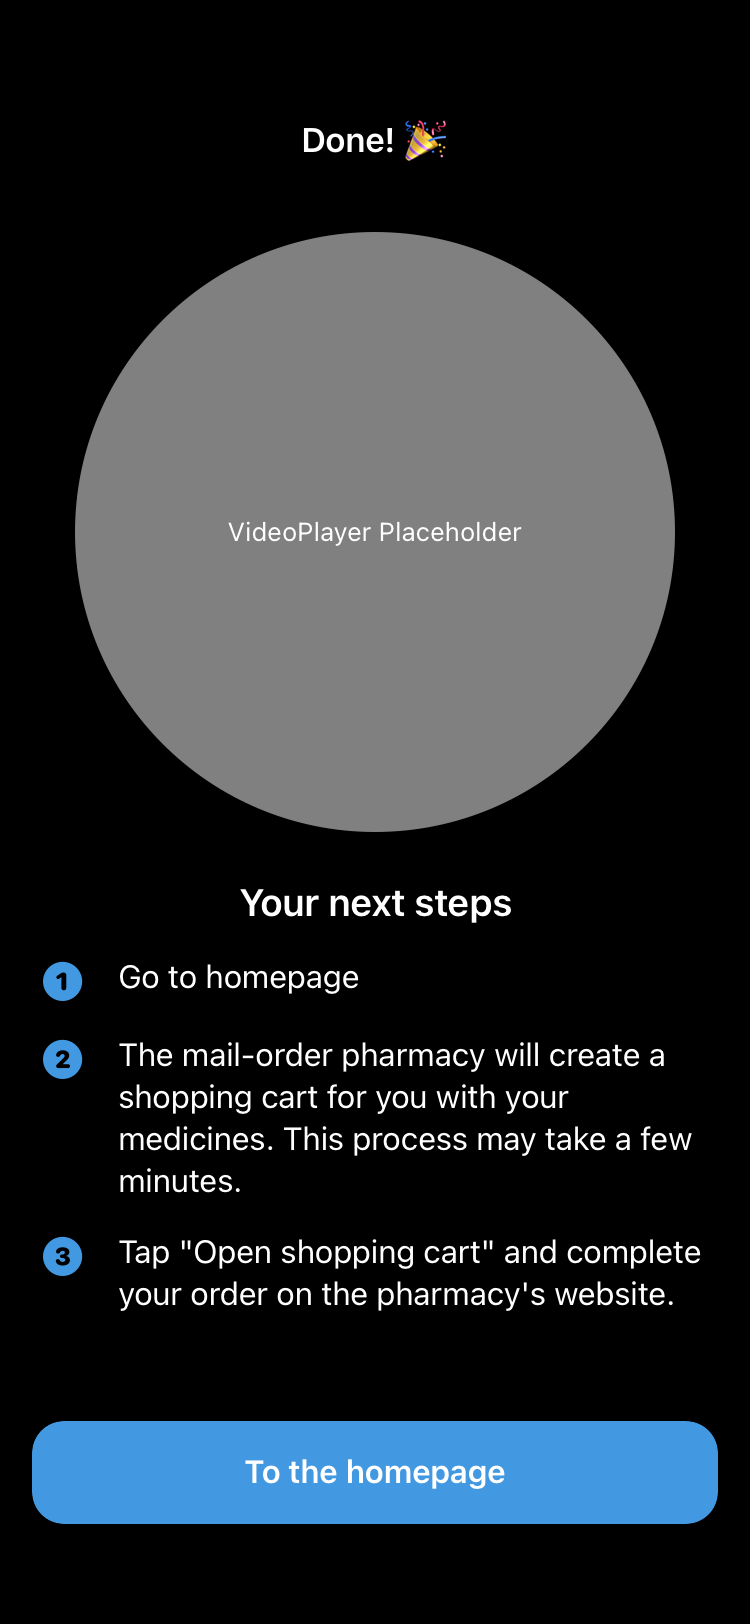 Done! 🎉
VideoPlayer Placeholder
Your next steps
1 Go to homepage
2 The mail-order pharmacy will create a
shopping cart for you with your
medicines. This process may take a few
minutes.
3 Tap "Open shopping cart" and complete
your order on the pharmacy's website.
To the homepage